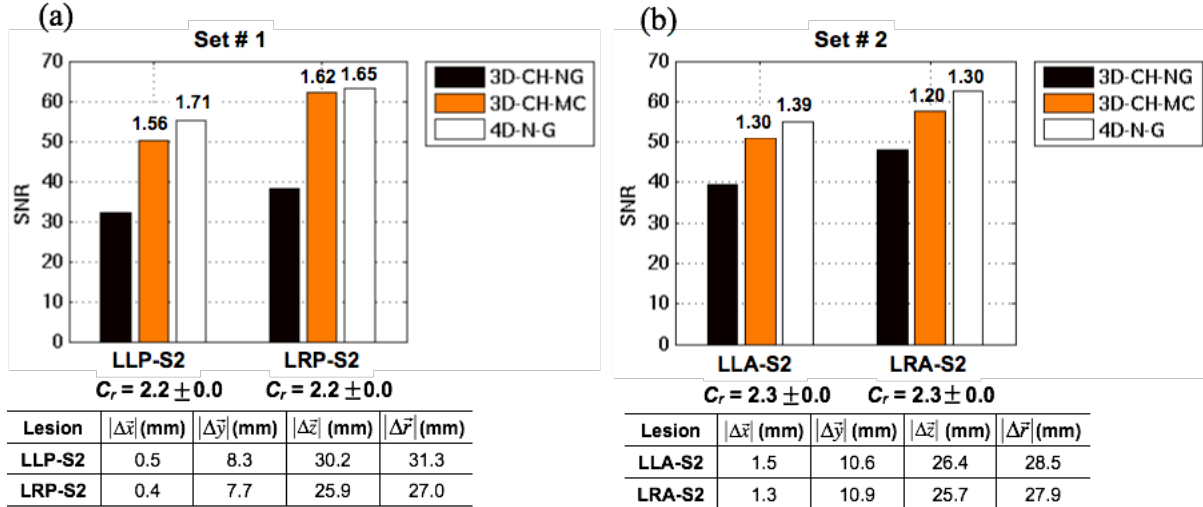 (a)
Set # 1
SNR
70
60
50
40
30
20
10
0
1.56
1.71
1.62
1.65
3D-CH-NG
3D-CH-MC
4D-N-G
LLP-S2
LRP-S2
C_r = 2.2 ± 0.0
C_r = 2.2 ± 0.0
Lesion |Δx⃗| (mm) |Δy⃗| (mm) |Δz⃗| (mm) |Δr⃗| (mm)
LLP-S2 0.5 8.3 30.2 31.3
LRP-S2 0.4 7.7 25.9 27.0
(b)
Set # 2
SNR
70
60
50
40
30
20
10
0
1.30
1.39
1.20
1.30
3D-CH-NG
3D-CH-MC
4D-N-G
LLA-S2
LRA-S2
C_r = 2.3 ± 0.0
C_r = 2.3 ± 0.0
Lesion |Δx⃗| (mm) |Δy⃗| (mm) |Δz⃗| (mm) |Δr⃗| (mm)
LLA-S2 1.5 10.6 26.4 28.5
LRA-S2 1.3 10.9 25.7 27.9